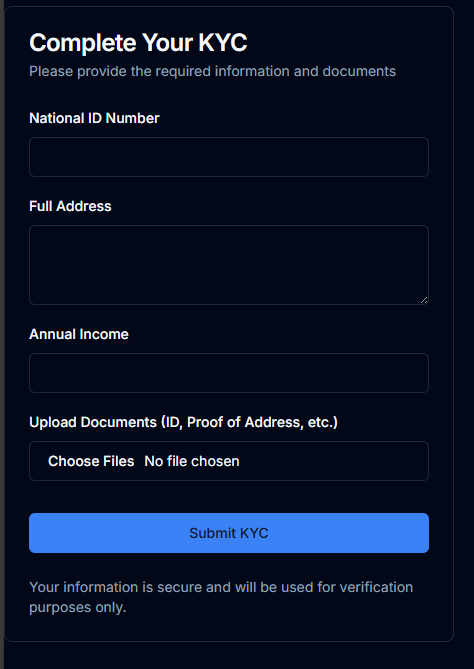 Complete Your KYC
Please provide the required information and documents
National ID Number
Full Address
Annual Income
Upload Documents (ID, Proof of Address, etc.)
Choose Files No file chosen
Submit KYC
Your information is secure and will be used for verification
purposes only.